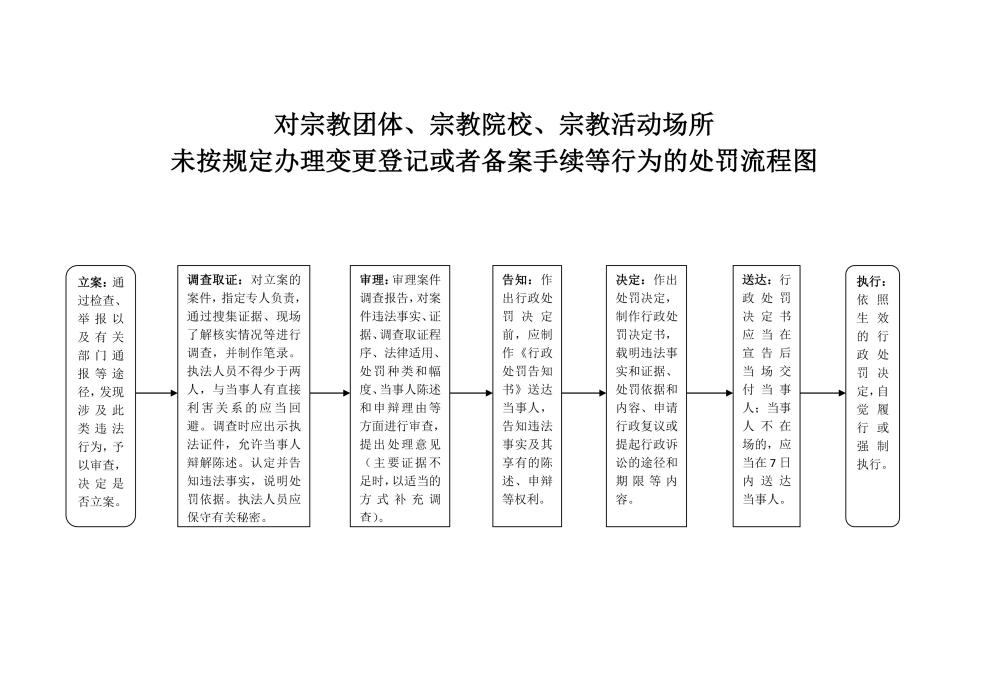 对宗教团体、宗教院校、宗教活动场所
未按规定办理变更登记或者备案手续等行为的处罚流程图
立案：通
过检查、
举报以
及有关
部门通
报等途
径，发现
涉及此
类违法
行为，予
以审查，
决定是
否立案。
调查取证：对立案的
案件，指定专人负责，
通过搜集证据、现场
了解核实情况等进行
调查，并制作笔录。
执法人员不得少于两
人，与当事人有直接
利害关系的应当回
避。调查时应出示执
法证件，允许当事人
辩解陈述。认定并告
知违法事实，说明处
罚依据。执法人员应
保守有关秘密。
审理：审理案件
调查报告，对案
件违法事实、证
据、调查取证程
序、法律适用、
处罚种类和幅
度、当事人陈述
和申辩理由等
方面进行审查，
提出处理意见
（主要证据不
足时，以适当的
方式补充调
查）。
告知：作
出行政处
罚决定
前，应制
作《行政
处罚告知
书》送达
当事人，
告知违法
事实及其
享有的陈
述、申辩
等权利。
决定：作出
处罚决定，
制作行政处
罚决定书，
载明违法事
实和证据、
处罚依据和
内容、申请
行政复议或
提起行政诉
讼的途径和
期限等内
容。
送达：行
政处罚
决定书
应当在
宣告后
当场交
付当事
人；当事
人不在
场的，应
当在7日
内送达
当事人。
执行：
依照
生效
的行
政处
罚决
定，自
觉履
行或
强制
执行。